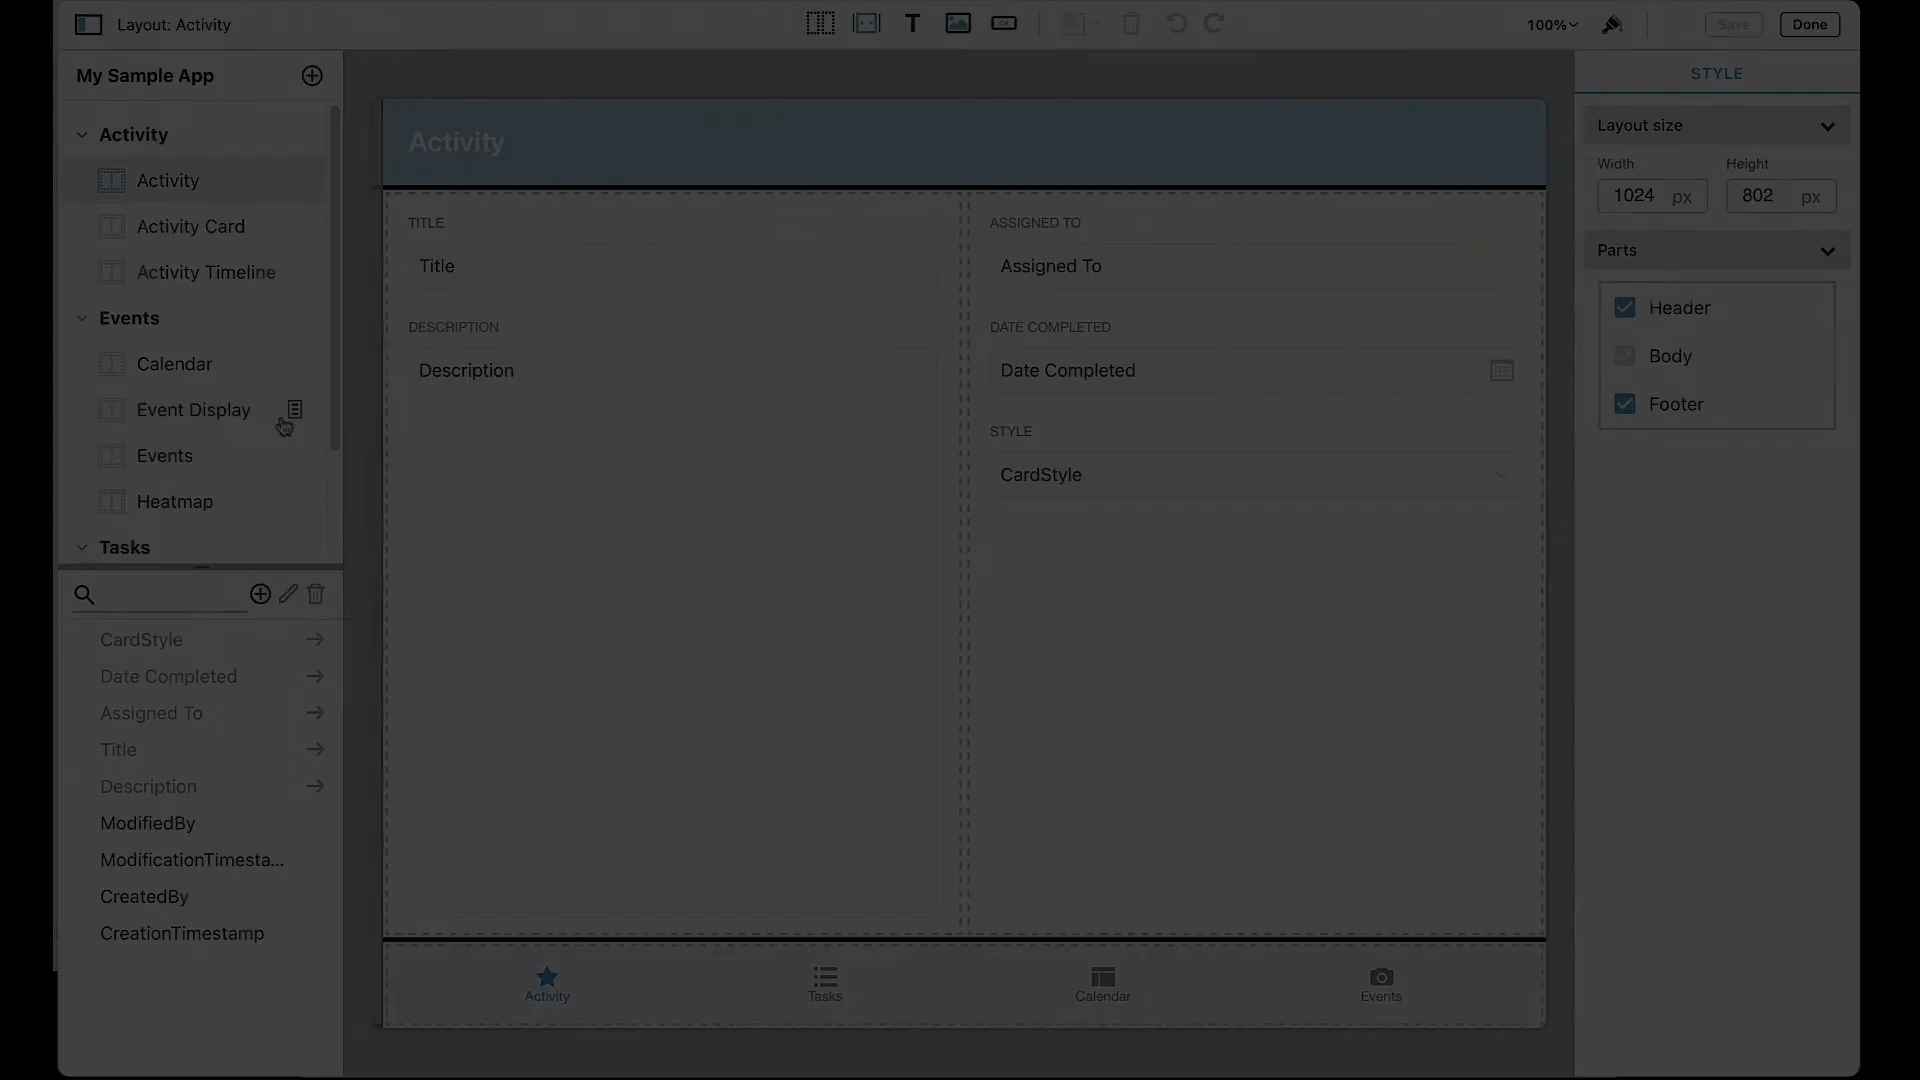 Layout: Activity
T
100%
Save
Done
My Sample App
Activity
Activity
Activity Card
Activity Timeline
Events
Calendar
Event Display
Events
Heatmap
Tasks
CardStyle
Date Completed
Assigned To
Title
Description
ModifiedBy
ModificationTimesta...
CreatedBy
CreationTimestamp
Activity
TITLE
Title
DESCRIPTION
Description
ASSIGNED TO
Assigned To
DATE COMPLETED
Date Completed
STYLE
CardStyle
Activity
Tasks
Calendar
Events
STYLE
Layout size
Width
Height
1024 px
802 px
Parts
Header
Body
Footer